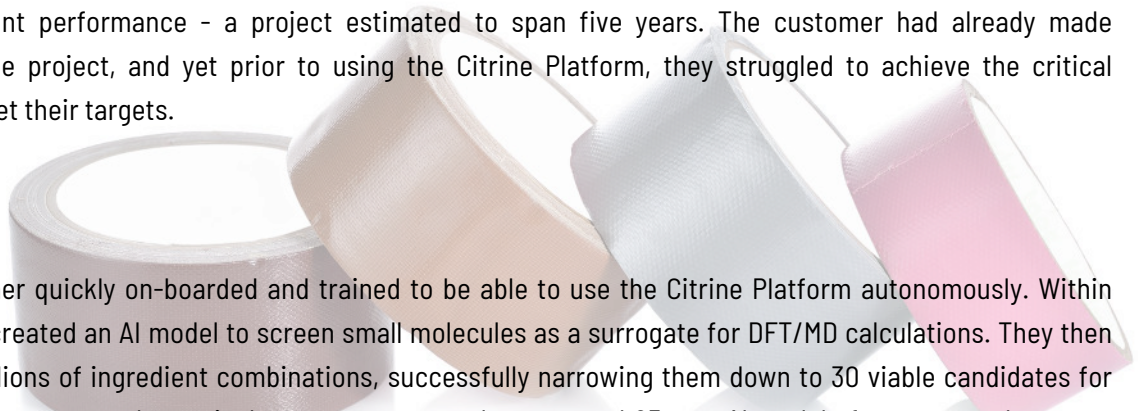 nt performance - a project estimated to span five years. The customer had already made
e project, and yet prior to using the Citrine Platform, they struggled to achieve the critical
et their targets.
er quickly on-boarded and trained to be able to use the Citrine Platform autonomously. Within
created an AI model to screen small molecules as a surrogate for DFT/MD calculations. They then
lions of ingredient combinations, successfully narrowing them down to 30 viable candidates for